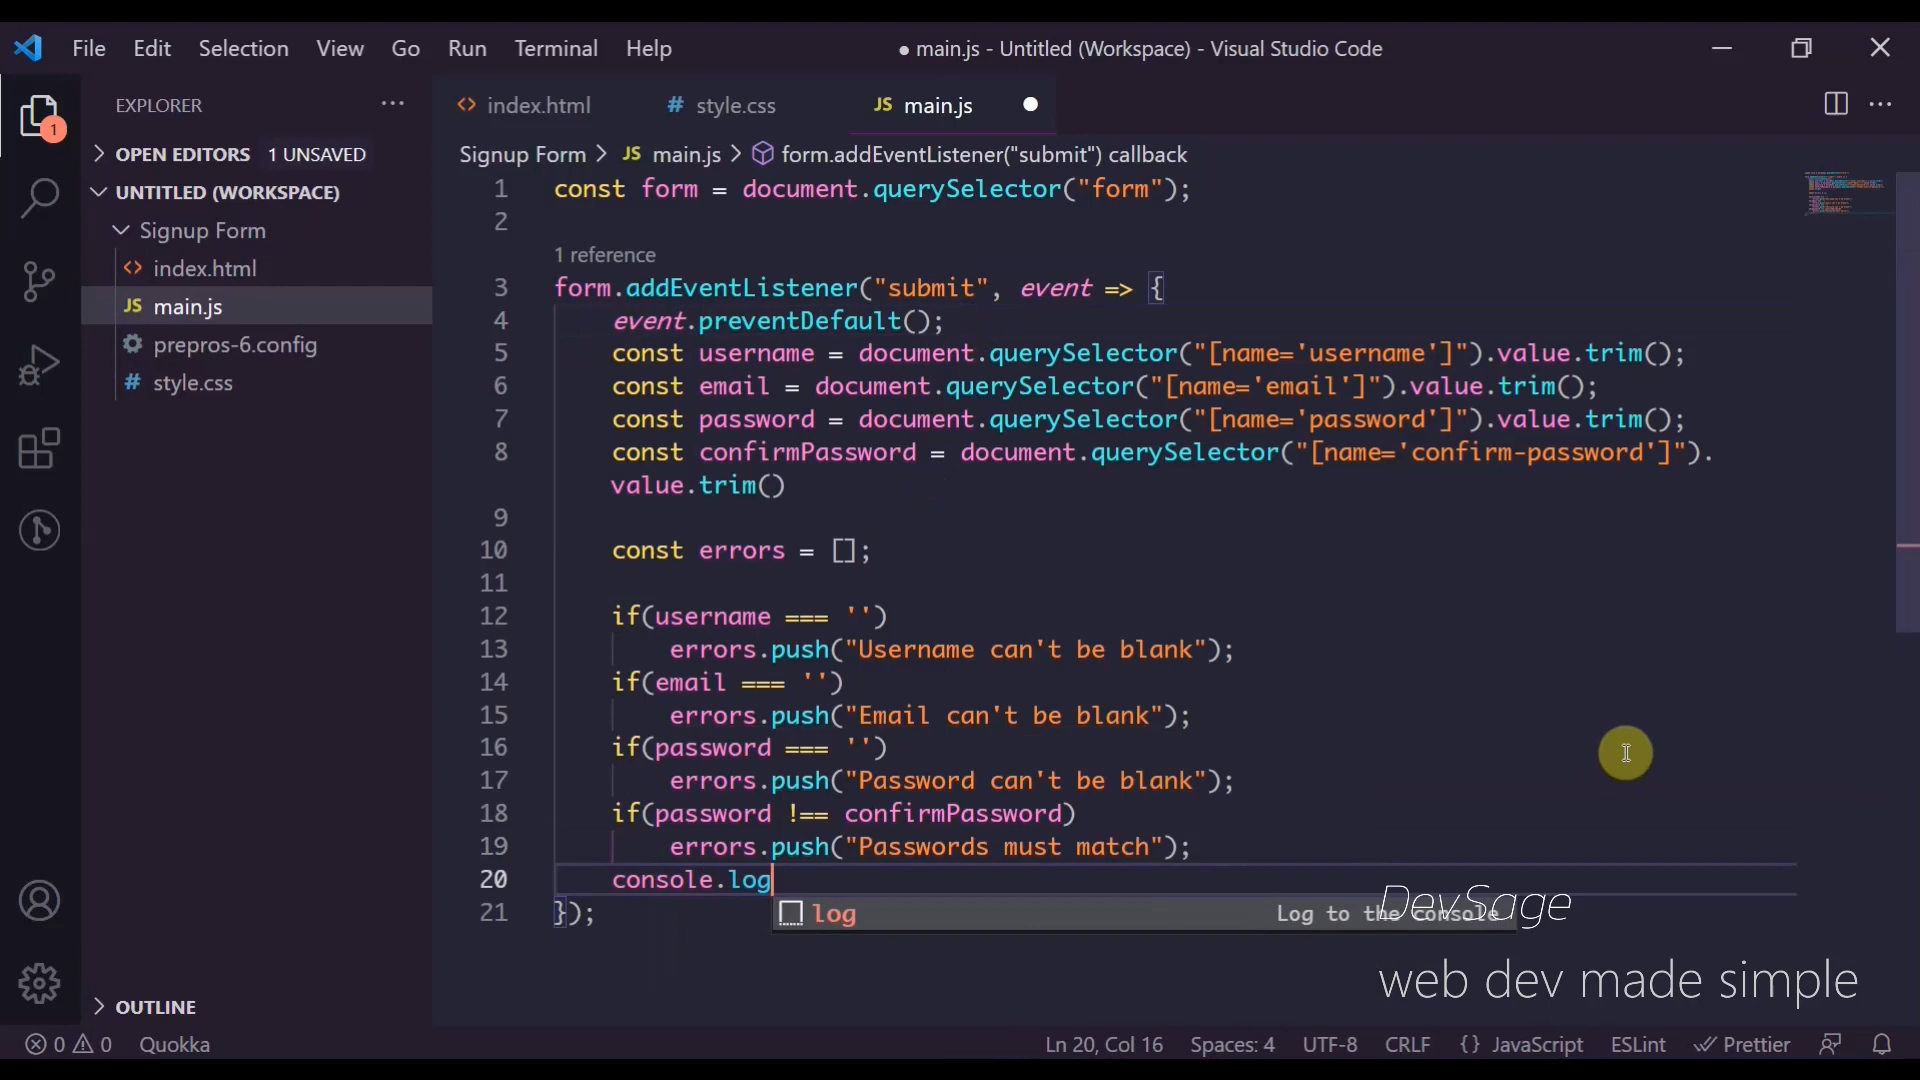 File Edit Selection View Go Run Terminal Help
● main.js - Untitled (Workspace) - Visual Studio Code
EXPLORER ···
1
OPEN EDITORS 1 UNSAVED
UNTITLED (WORKSPACE)
Signup Form
<> index.html
JS main.js
prepros-6.config
# style.css
OUTLINE
<> index.html # style.css JS main.js
Signup Form > JS main.js > form.addEventListener("submit") callback
1 const form = document.querySelector("form");
2
1 reference
3 form.addEventListener("submit", event => {
4 event.preventDefault();
5 const username = document.querySelector("[name='username']").value.trim();
6 const email = document.querySelector("[name='email']").value.trim();
7 const password = document.querySelector("[name='password']").value.trim();
8 const confirmPassword = document.querySelector("[name='confirm-password']").
value.trim()
9
10 const errors = [];
11
12 if(username === '')
13 errors.push("Username can't be blank");
14 if(email === '')
15 errors.push("Email can't be blank");
16 if(password === '')
17 errors.push("Password can't be blank");
18 if(password !== confirmPassword)
19 errors.push("Passwords must match");
20 console.log
21 });
log Log to the console
DevSage
web dev made simple
0 0 Quokka
Ln 20, Col 16 Spaces: 4 UTF-8 CRLF {} JavaScript ESLint Prettier